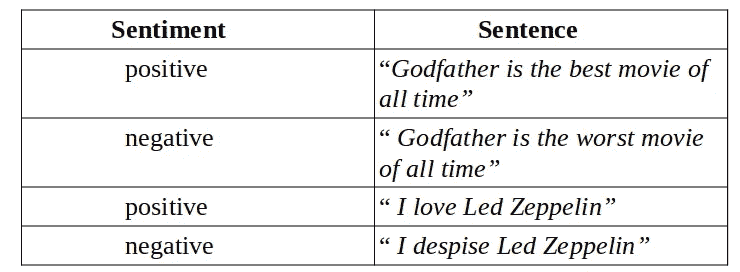 Sentiment Sentence
positive “Godfather is the best movie of
all time”
negative “ Godfather is the worst movie
of all time”
positive “ I love Led Zeppelin”
negative “ I despise Led Zeppelin”